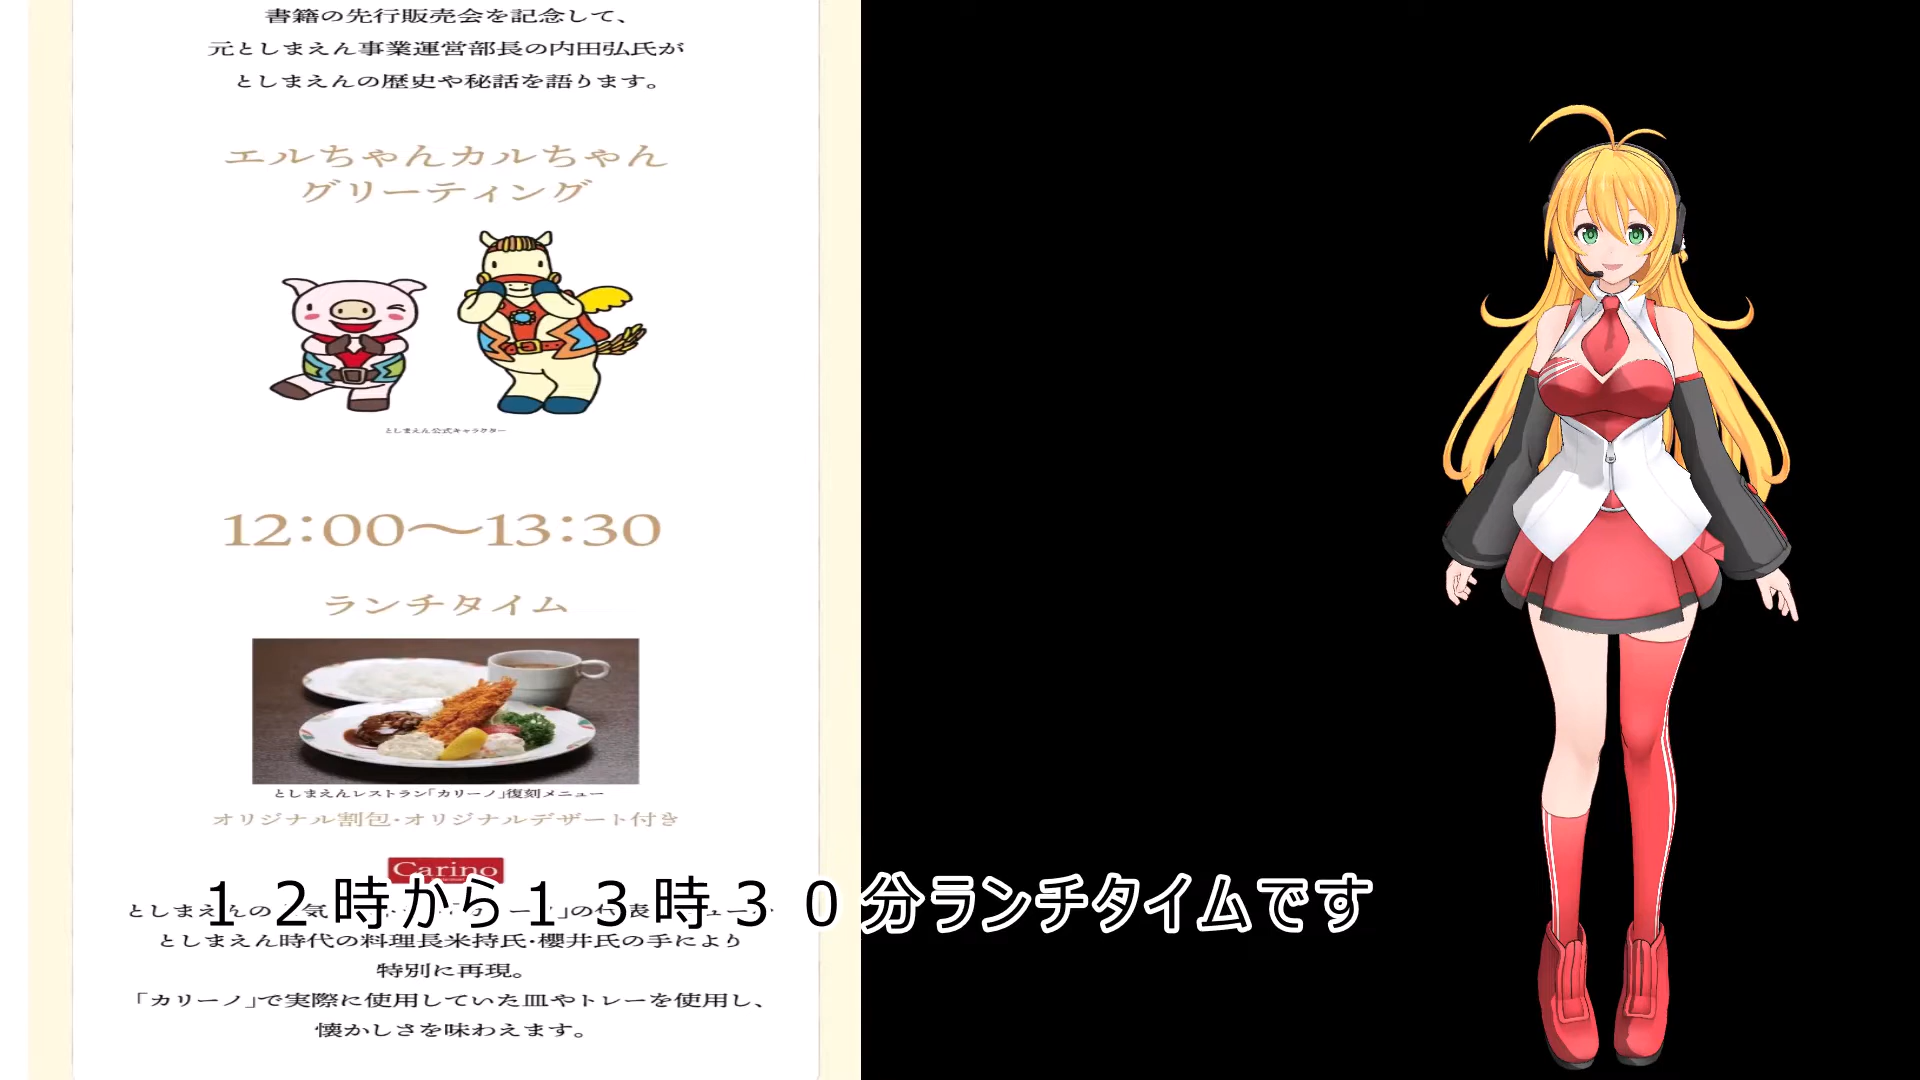 書籍の先行販売会を記念して、
元としまえん事業運営部長の内田弘氏が
としまえんの歴史や秘話を語ります。
エルちゃんカルちゃん
グリーティング
としまえん公式キャラクター
12:00〜13:30
ランチタイム
としまえんレストラン「カリーノ」復刻メニュー
オリジナル割包・オリジナルデザート付き
Carino
１２時から１３時３０分ランチタイムです
としまえん時代の料理長米持氏・櫻井氏の手により
特別に再現。
「カリーノ」で実際に使用していた皿やトレーを使用し、
懐かしさを味わえます。